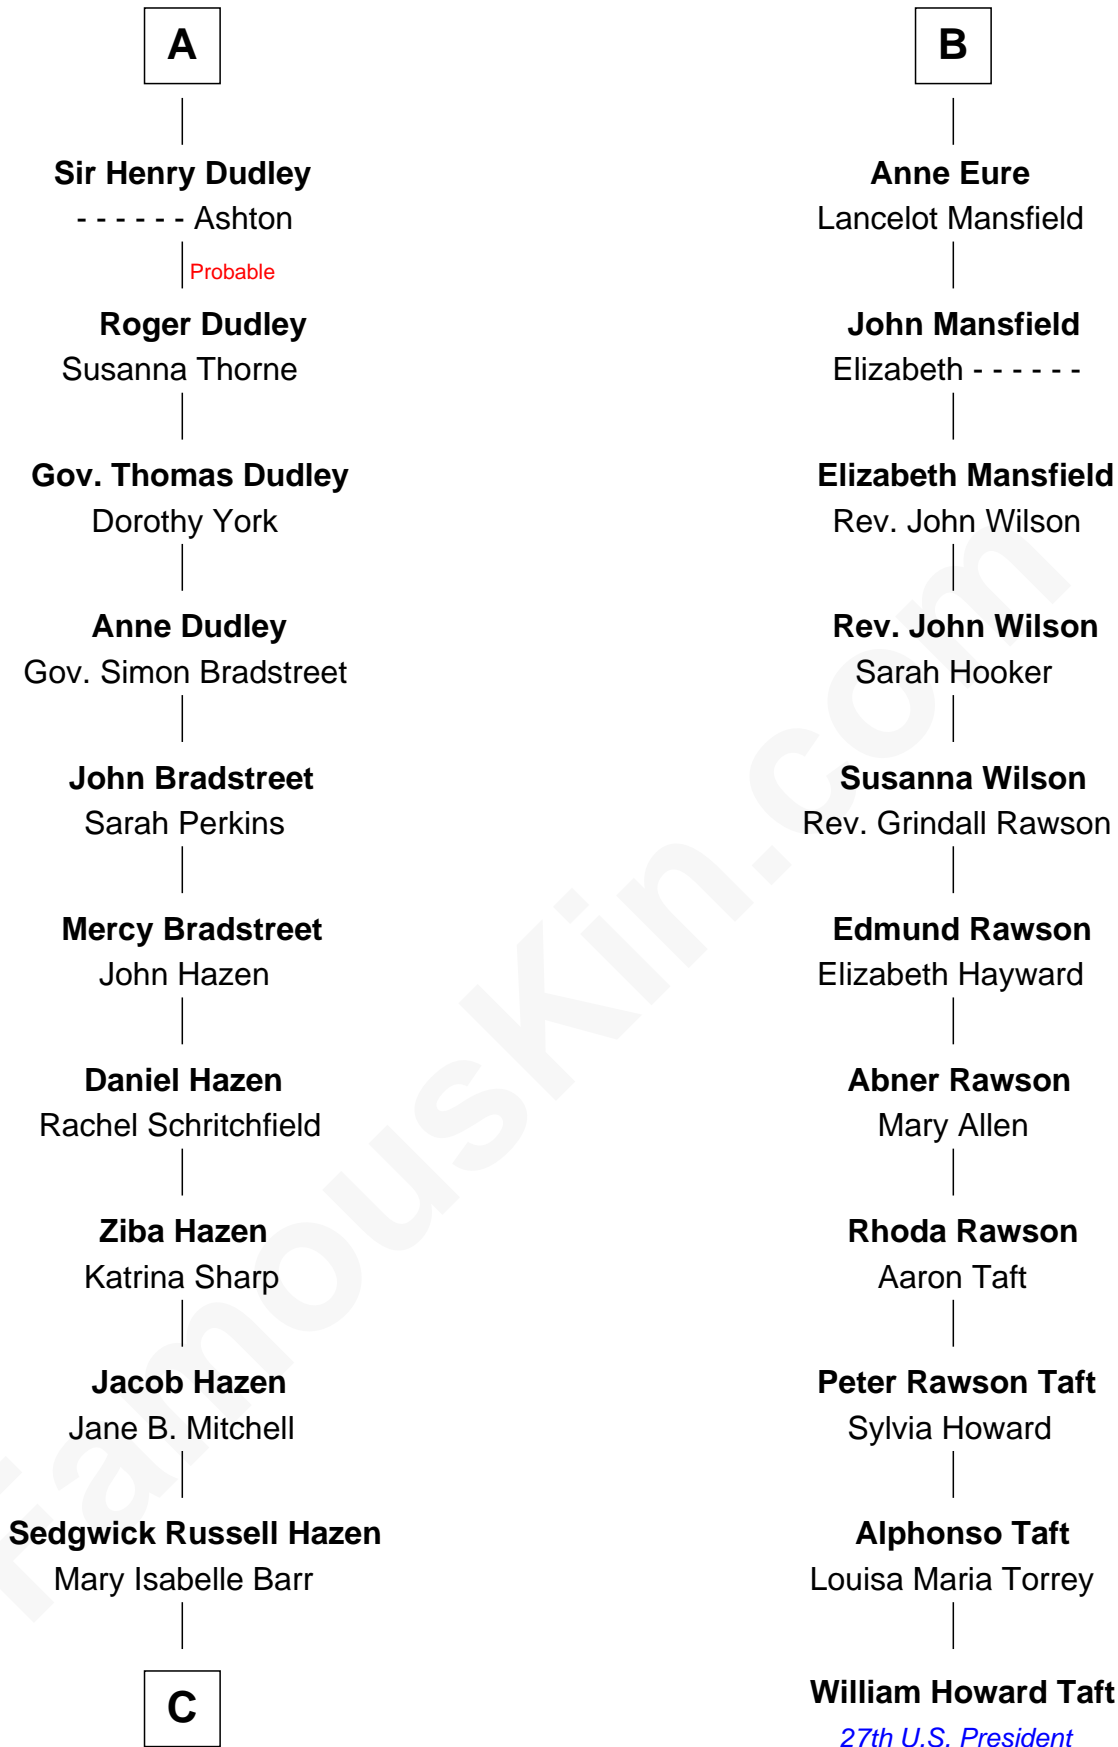 A
Sir Henry Dudley
- - - - - - Ashton
Probable
Roger Dudley
Susanna Thorne
Gov. Thomas Dudley
Dorothy York
Anne Dudley
Gov. Simon Bradstreet
John Bradstreet
Sarah Perkins
Mercy Bradstreet
John Hazen
Daniel Hazen
Rachel Schritchfield
Ziba Hazen
Katrina Sharp
Jacob Hazen
Jane B. Mitchell
Sedgwick Russell Hazen
Mary Isabelle Barr
C
B
Anne Eure
Lancelot Mansfield
John Mansfield
Elizabeth - - - - - -
Elizabeth Mansfield
Rev. John Wilson
Rev. John Wilson
Sarah Hooker
Susanna Wilson
Rev. Grindall Rawson
Edmund Rawson
Elizabeth Hayward
Abner Rawson
Mary Allen
Rhoda Rawson
Aaron Taft
Peter Rawson Taft
Sylvia Howard
Alphonso Taft
Louisa Maria Torrey
William Howard Taft
27th U.S. President
FamousKin.com